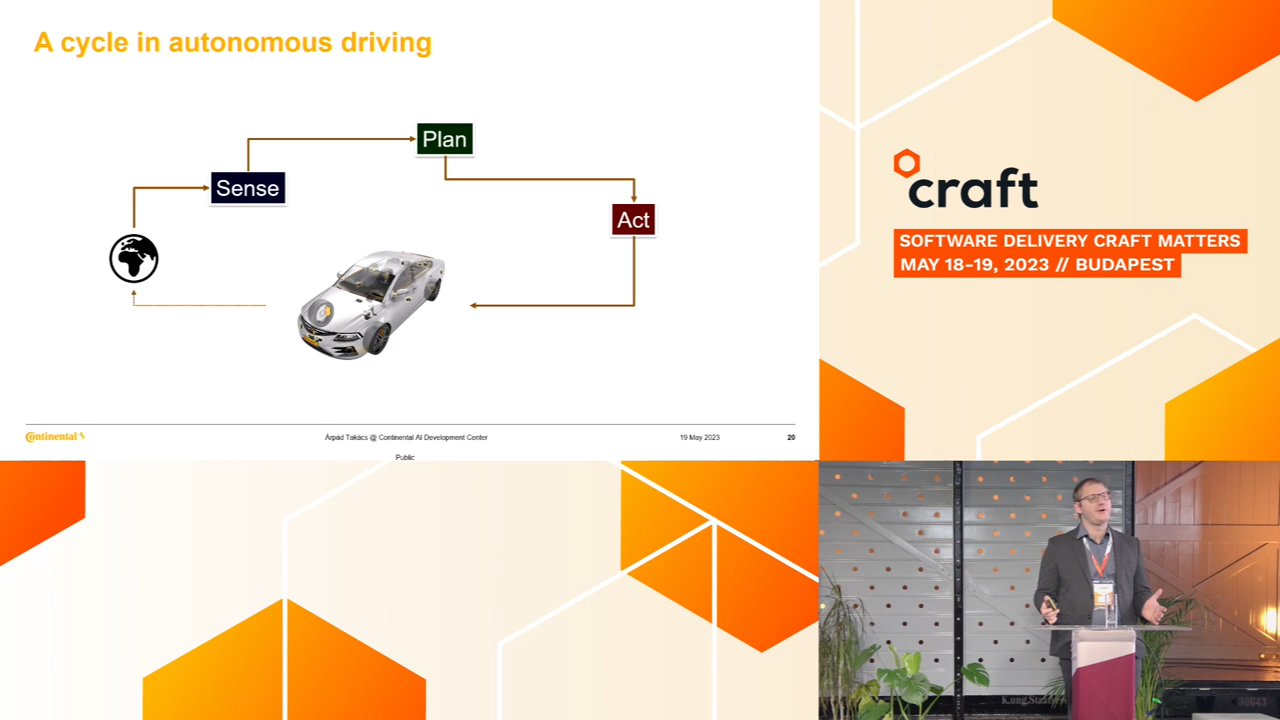 A cycle in autonomous driving
Plan
Sense
Act
Continental
Árpád Takács @ Continental AI Development Center
19 May 2023
20
Public
craft
SOFTWARE DELIVERY CRAFT MATTERS
MAY 18-19, 2023 // BUDAPEST